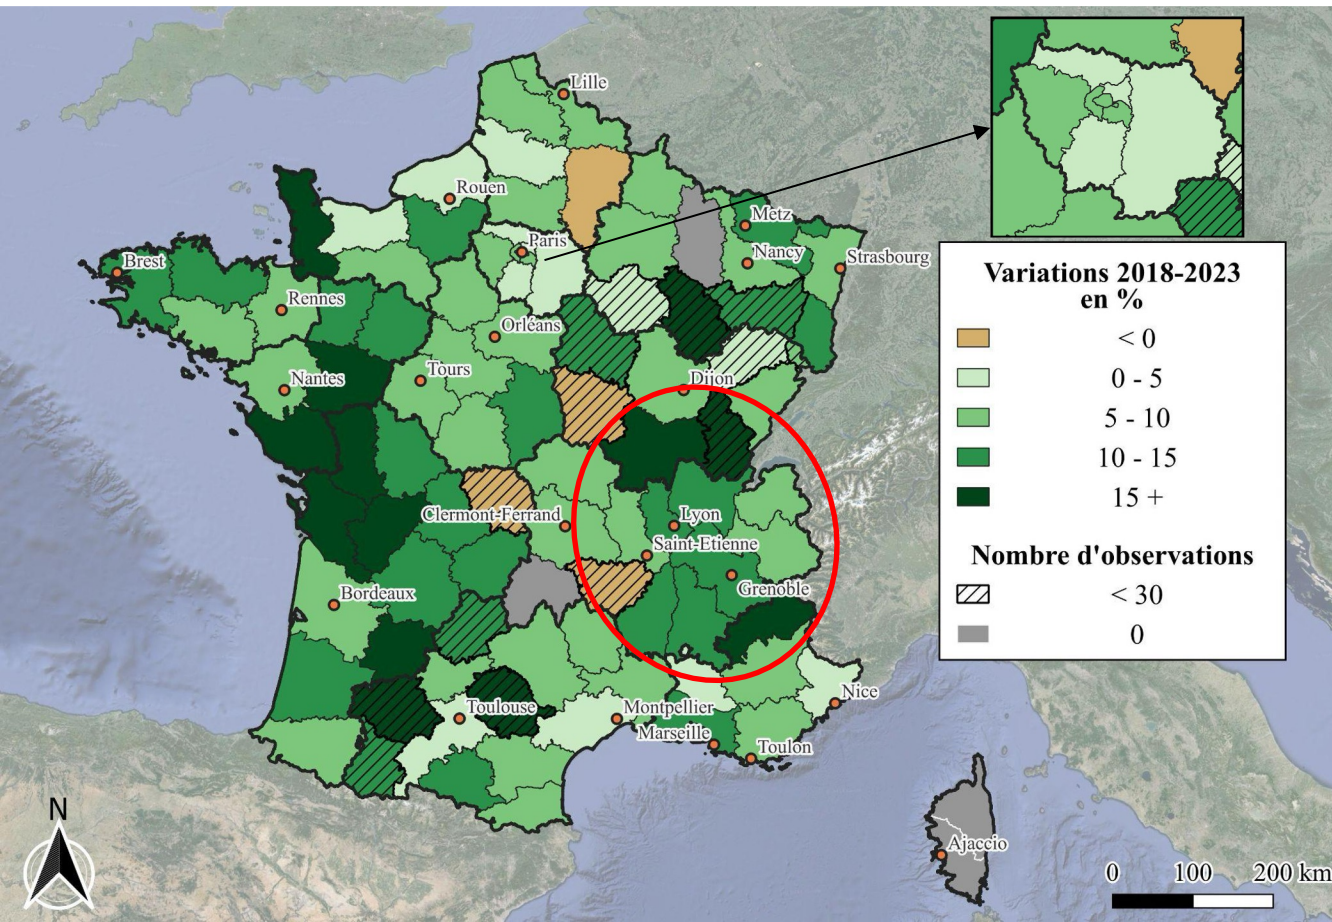 Lille
Rouen
Metz
Paris
Nancy
Strasbourg
Brest
Rennes
Orléans
Tours
Nantes
Dijon
Clermont-Ferrand
Lyon
Saint-Etienne
Grenoble
Bordeaux
Nice
Toulouse
Montpellier
Marseille
Toulon
Ajaccio
N
Variations 2018-2023
en %
< 0
0 - 5
5 - 10
10 - 15
15 +
Nombre d'observations
< 30
0
0 100 200 km